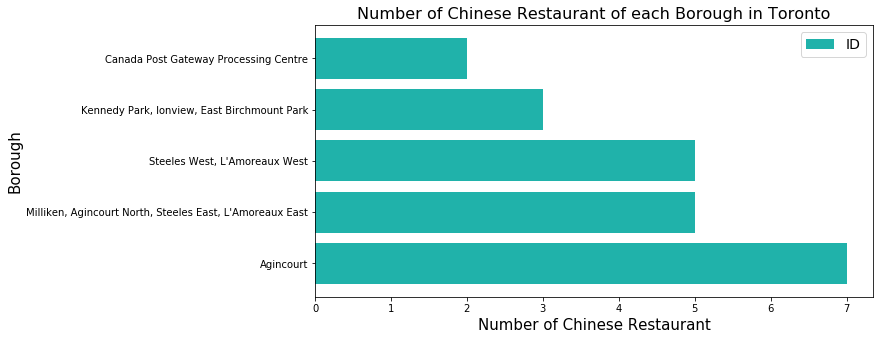 Number of Chinese Restaurant of each Borough in Toronto
ID
Borough
Canada Post Gateway Processing Centre
Kennedy Park, Ionview, East Birchmount Park
Steeles West, L'Amoreaux West
Milliken, Agincourt North, Steeles East, L'Amoreaux East
Agincourt
0 1 2 3 4 5 6 7
Number of Chinese Restaurant